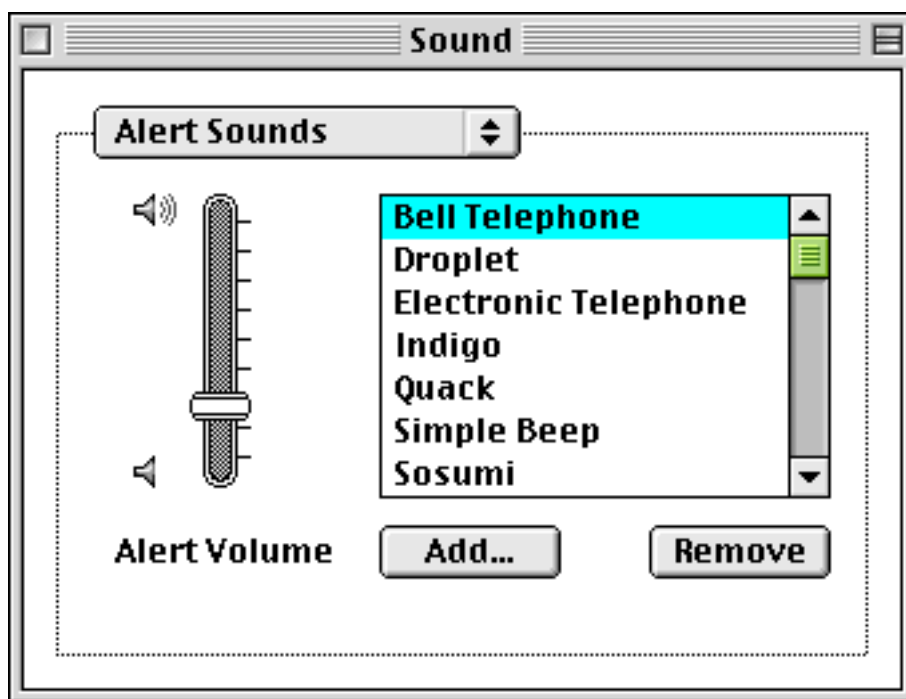 Sound
Alert Sounds
Bell Telephone
Droplet
Electronic Telephone
Indigo
Quack
Simple Beep
Sosumi
Alert Volume
Add...
Remove